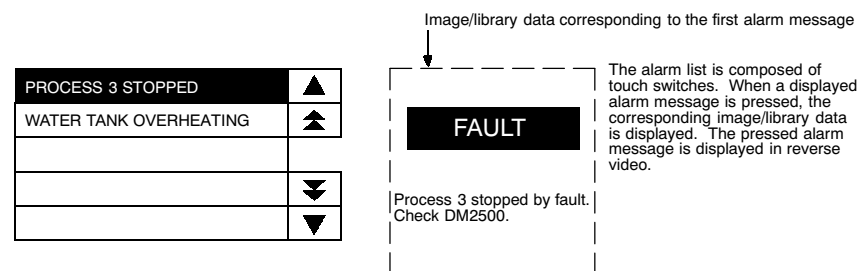 Image/library data corresponding to the first alarm message
PROCESS 3 STOPPED
WATER TANK OVERHEATING
FAULT
Process 3 stopped by fault.
Check DM2500.
The alarm list is composed of
touch switches. When a displayed
alarm message is pressed, the
corresponding image/library data
is displayed. The pressed alarm
message is displayed in reverse
video.